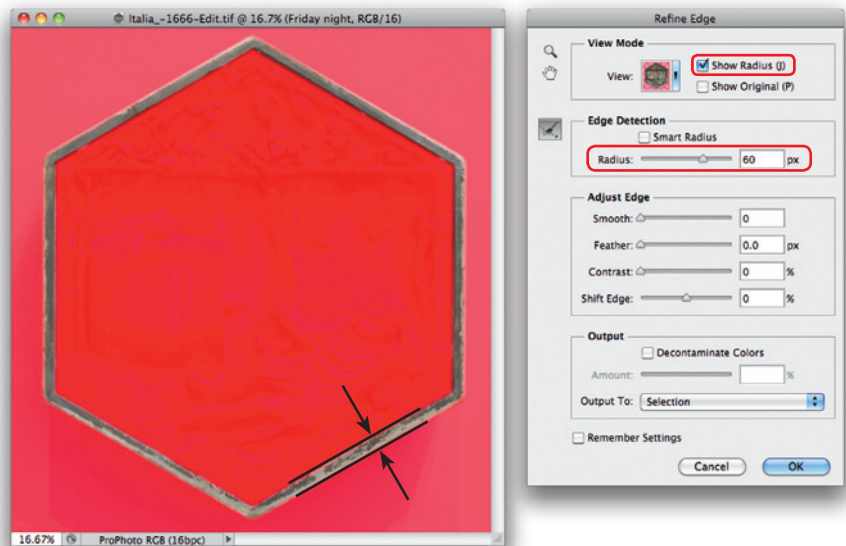 Italia_-1666-Edit.tif @ 16.7% (Friday night, RGB/16)
16.67%
ProPhoto RGB (16bpc)
Refine Edge
View Mode
View:
Show Radius (J)
Show Original (P)
Edge Detection
Smart Radius
Radius: 60 px
Adjust Edge
Smooth: 0
Feather: 0.0 px
Contrast: 0 %
Shift Edge: 0 %
Output
Decontaminate Colors
Amount: %
Output To: Selection
Remember Settings
Cancel OK